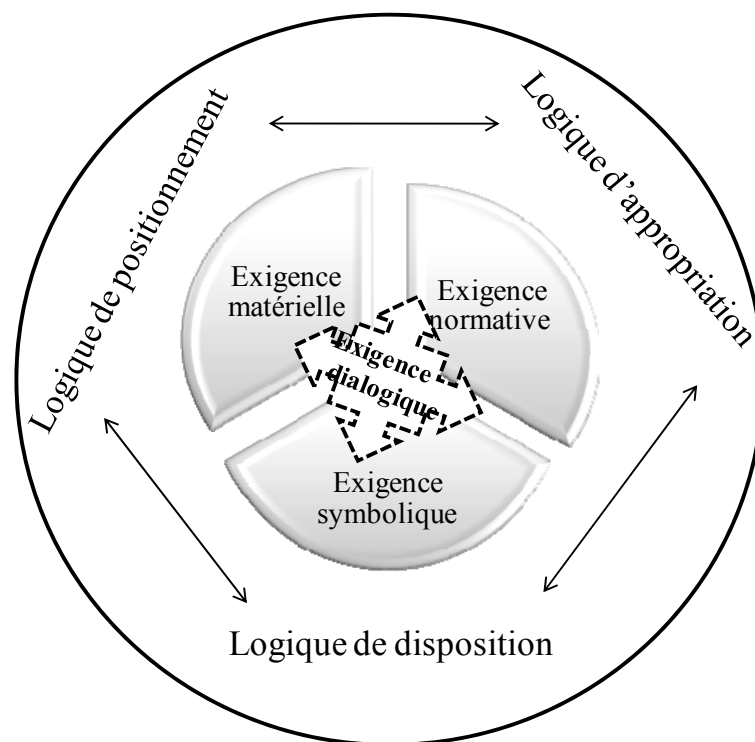 Logique de positionnement
Logique d’appropriation
Exigence
matérielle
Exigence
normative
Exigence
dialogique
Exigence
symbolique
Logique de disposition